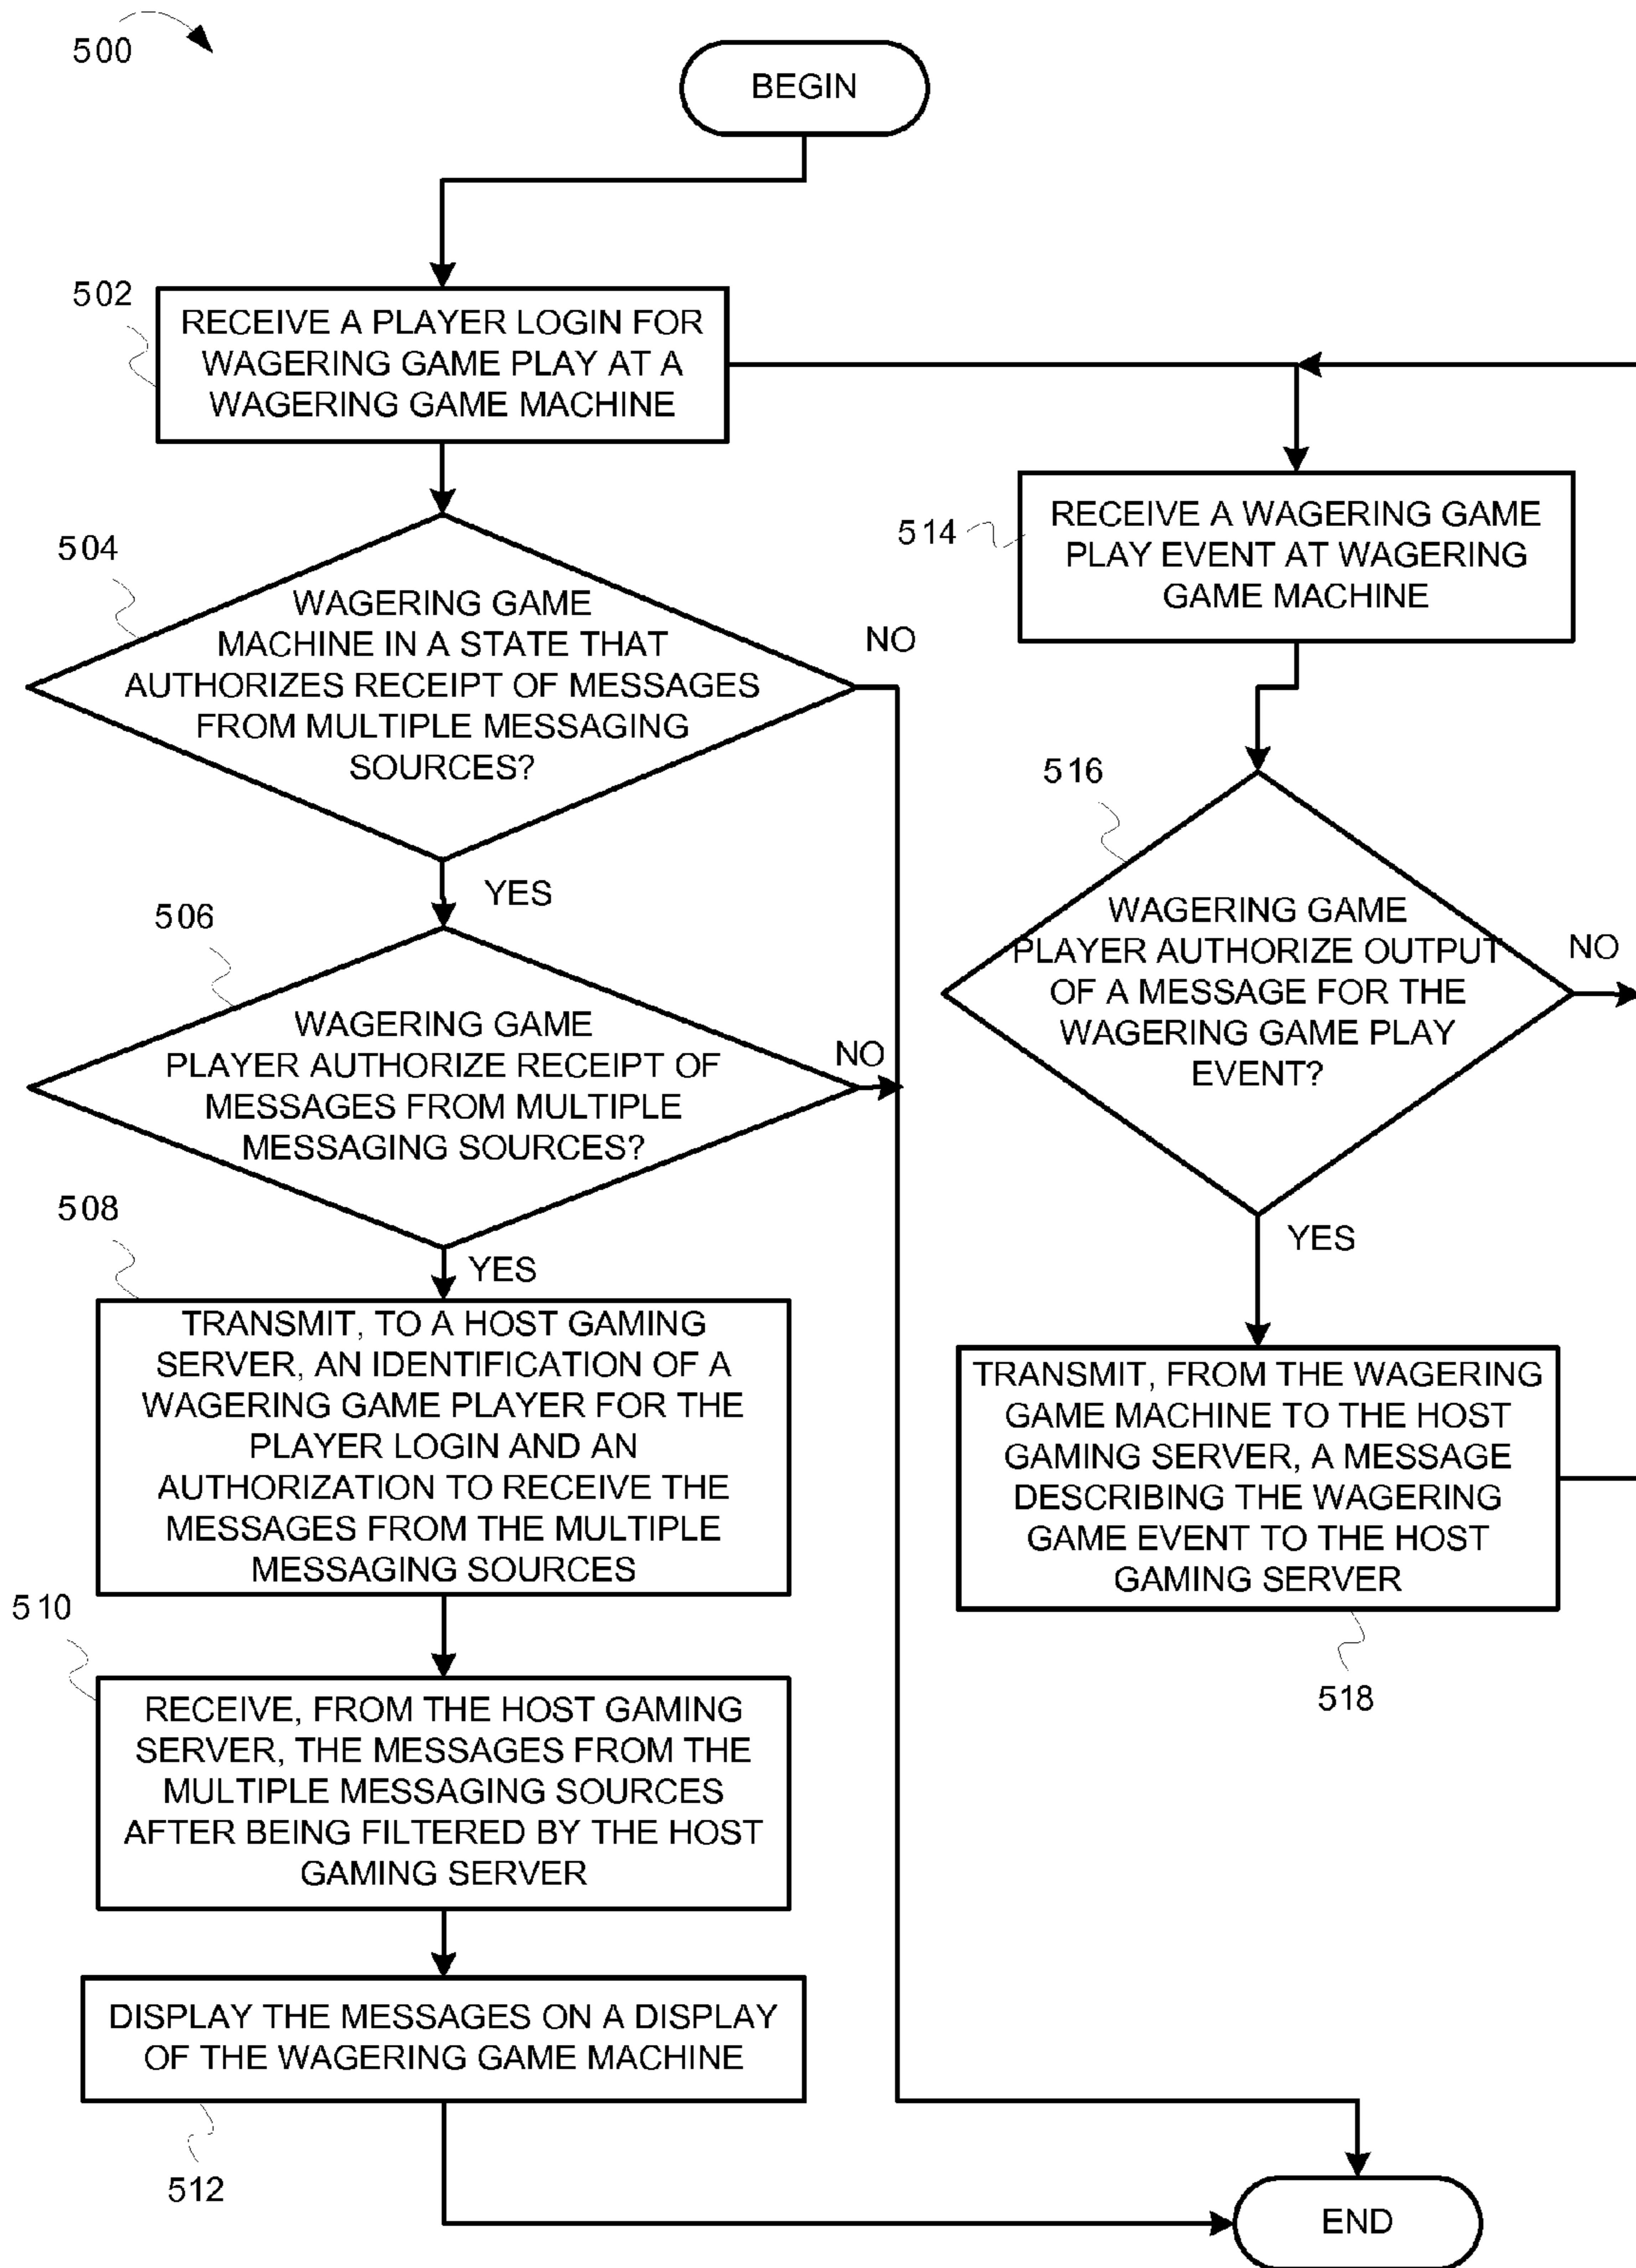 500
BEGIN
502
RECEIVE A PLAYER LOGIN FOR
WAGERING GAME PLAY AT A
WAGERING GAME MACHINE
504
WAGERING GAME
MACHINE IN A STATE THAT
AUTHORIZES RECEIPT OF MESSAGES
FROM MULTIPLE MESSAGING
SOURCES?
NO
YES
506
WAGERING GAME
PLAYER AUTHORIZE RECEIPT OF
MESSAGES FROM MULTIPLE
MESSAGING SOURCES?
NO
YES
508
TRANSMIT, TO A HOST GAMING
SERVER, AN IDENTIFICATION OF A
WAGERING GAME PLAYER FOR THE
PLAYER LOGIN AND AN
AUTHORIZATION TO RECEIVE THE
MESSAGES FROM THE MULTIPLE
MESSAGING SOURCES
510
RECEIVE, FROM THE HOST GAMING
SERVER, THE MESSAGES FROM THE
MULTIPLE MESSAGING SOURCES
AFTER BEING FILTERED BY THE HOST
GAMING SERVER
DISPLAY THE MESSAGES ON A DISPLAY
OF THE WAGERING GAME MACHINE
512
514
RECEIVE A WAGERING GAME
PLAY EVENT AT WAGERING
GAME MACHINE
516
WAGERING GAME
PLAYER AUTHORIZE OUTPUT
OF A MESSAGE FOR THE
WAGERING GAME PLAY
EVENT?
NO
YES
TRANSMIT, FROM THE WAGERING
GAME MACHINE TO THE HOST
GAMING SERVER, A MESSAGE
DESCRIBING THE WAGERING
GAME EVENT TO THE HOST
GAMING SERVER
518
END